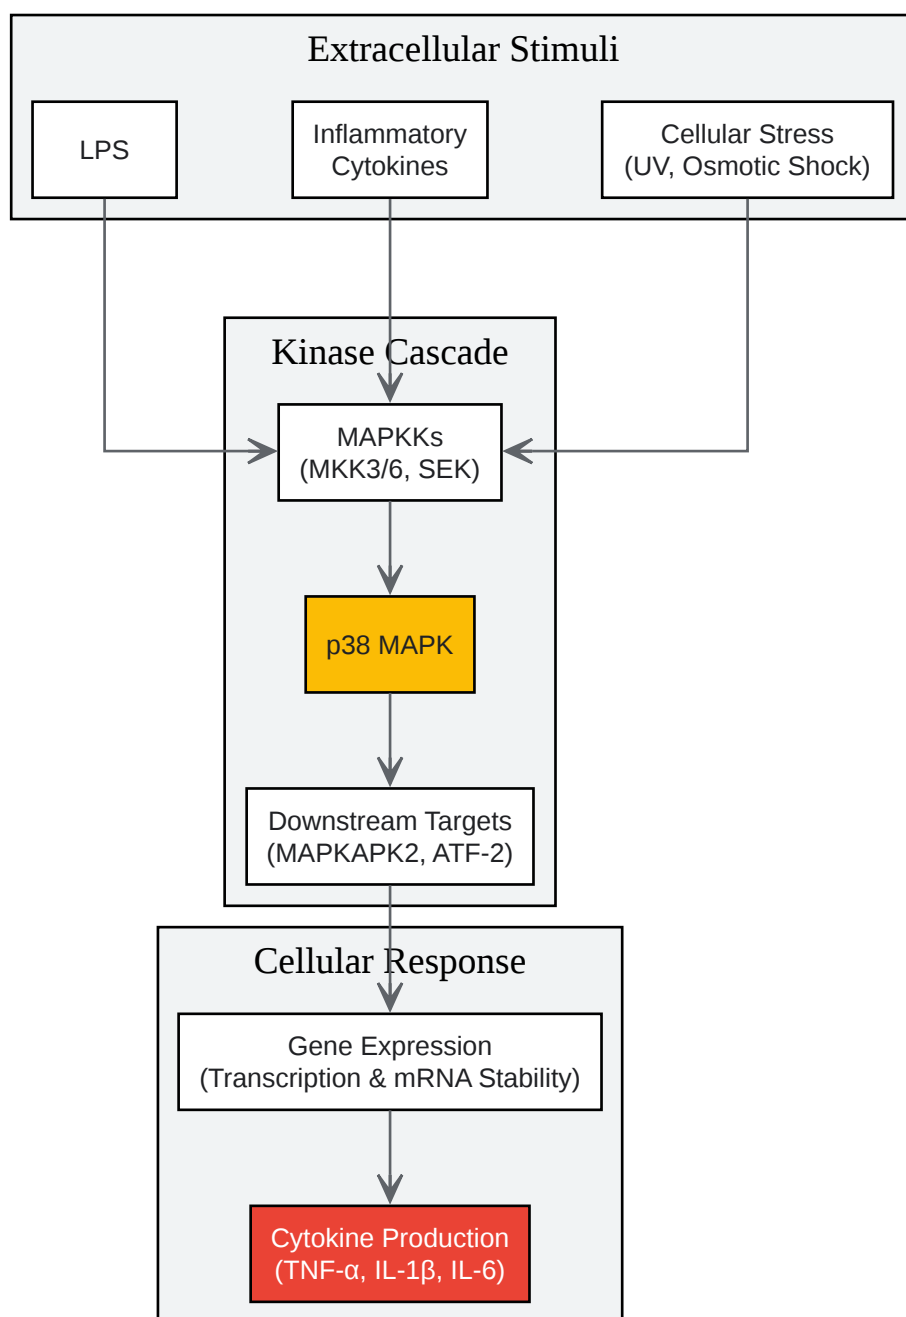 Extracellular Stimuli
LPS
Inflammatory
Cytokines
Cellular Stress
(UV, Osmotic Shock)
Kinase Cascade
MAPKKs
(MKK3/6, SEK)
p38 MAPK
Downstream Targets
(MAPKAPK2, ATF-2)
Cellular Response
Gene Expression
(Transcription & mRNA Stability)
Cytokine Production
(TNF-α, IL-1β, IL-6)